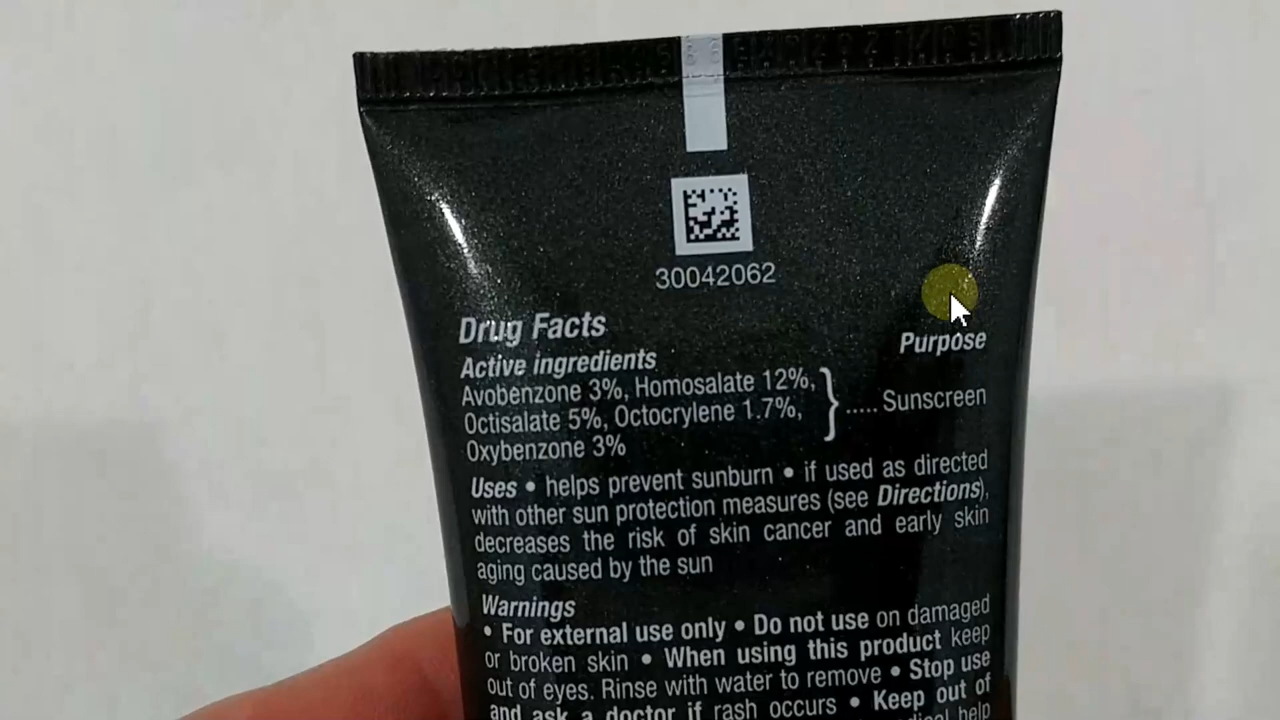 30042062
Drug Facts
Active ingredients
Purpose
Avobenzone 3%, Homosalate 12%,
Octisalate 5%, Octocrylene 1.7%,
Oxybenzone 3%
..... Sunscreen
Uses • helps prevent sunburn • if used as directed
with other sun protection measures (see Directions),
decreases the risk of skin cancer and early skin
aging caused by the sun
Warnings
• For external use only • Do not use on damaged
or broken skin • When using this product keep
out of eyes. Rinse with water to remove • Stop use
and ask a doctor if rash occurs • Keep out of
help